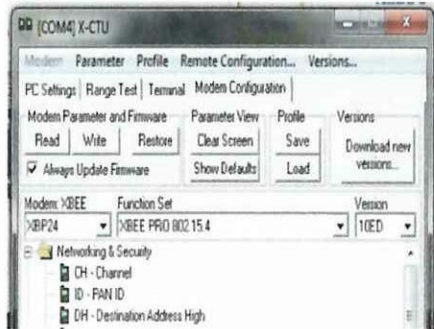 [COM4] X-CTU
Modem Parameter Profile Remote Configuration... Versions...
PC Settings Range Test Terminal Modem Configuration
Modem Parameter and Firmware Parameter View Profile Versions
Read Write Restore Clear Screen Save Download new versions...
Always Update Firmware Show Defaults Load
Modem: XBEE Function Set Version
XBP24 XBEE PRO 802.15.4 10ED
Networking & Security
CH - Channel
ID - PAN ID
DH - Destination Address High